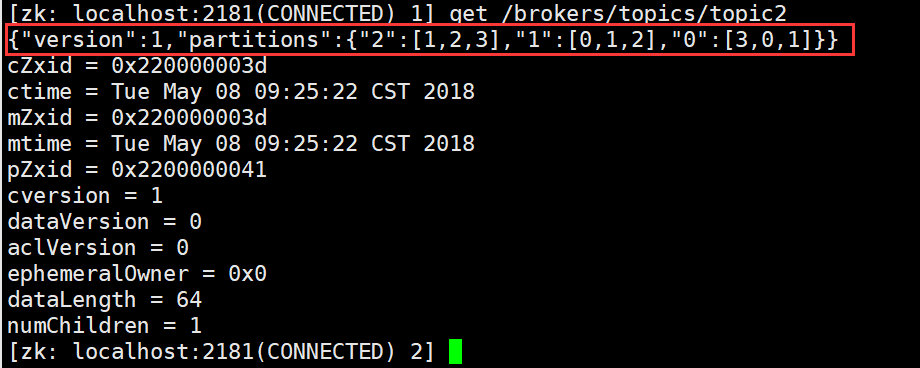 [zk: localhost:2181(CONNECTED) 1] get /brokers/topics/topic2
{"version":1,"partitions":{"2":[1,2,3],"1":[0,1,2],"0":[3,0,1]}}
cZxid = 0x220000003d
ctime = Tue May 08 09:25:22 CST 2018
mZxid = 0x220000003d
mtime = Tue May 08 09:25:22 CST 2018
pZxid = 0x2200000041
cversion = 1
dataVersion = 0
aclVersion = 0
ephemeralOwner = 0x0
dataLength = 64
numChildren = 1
[zk: localhost:2181(CONNECTED) 2]